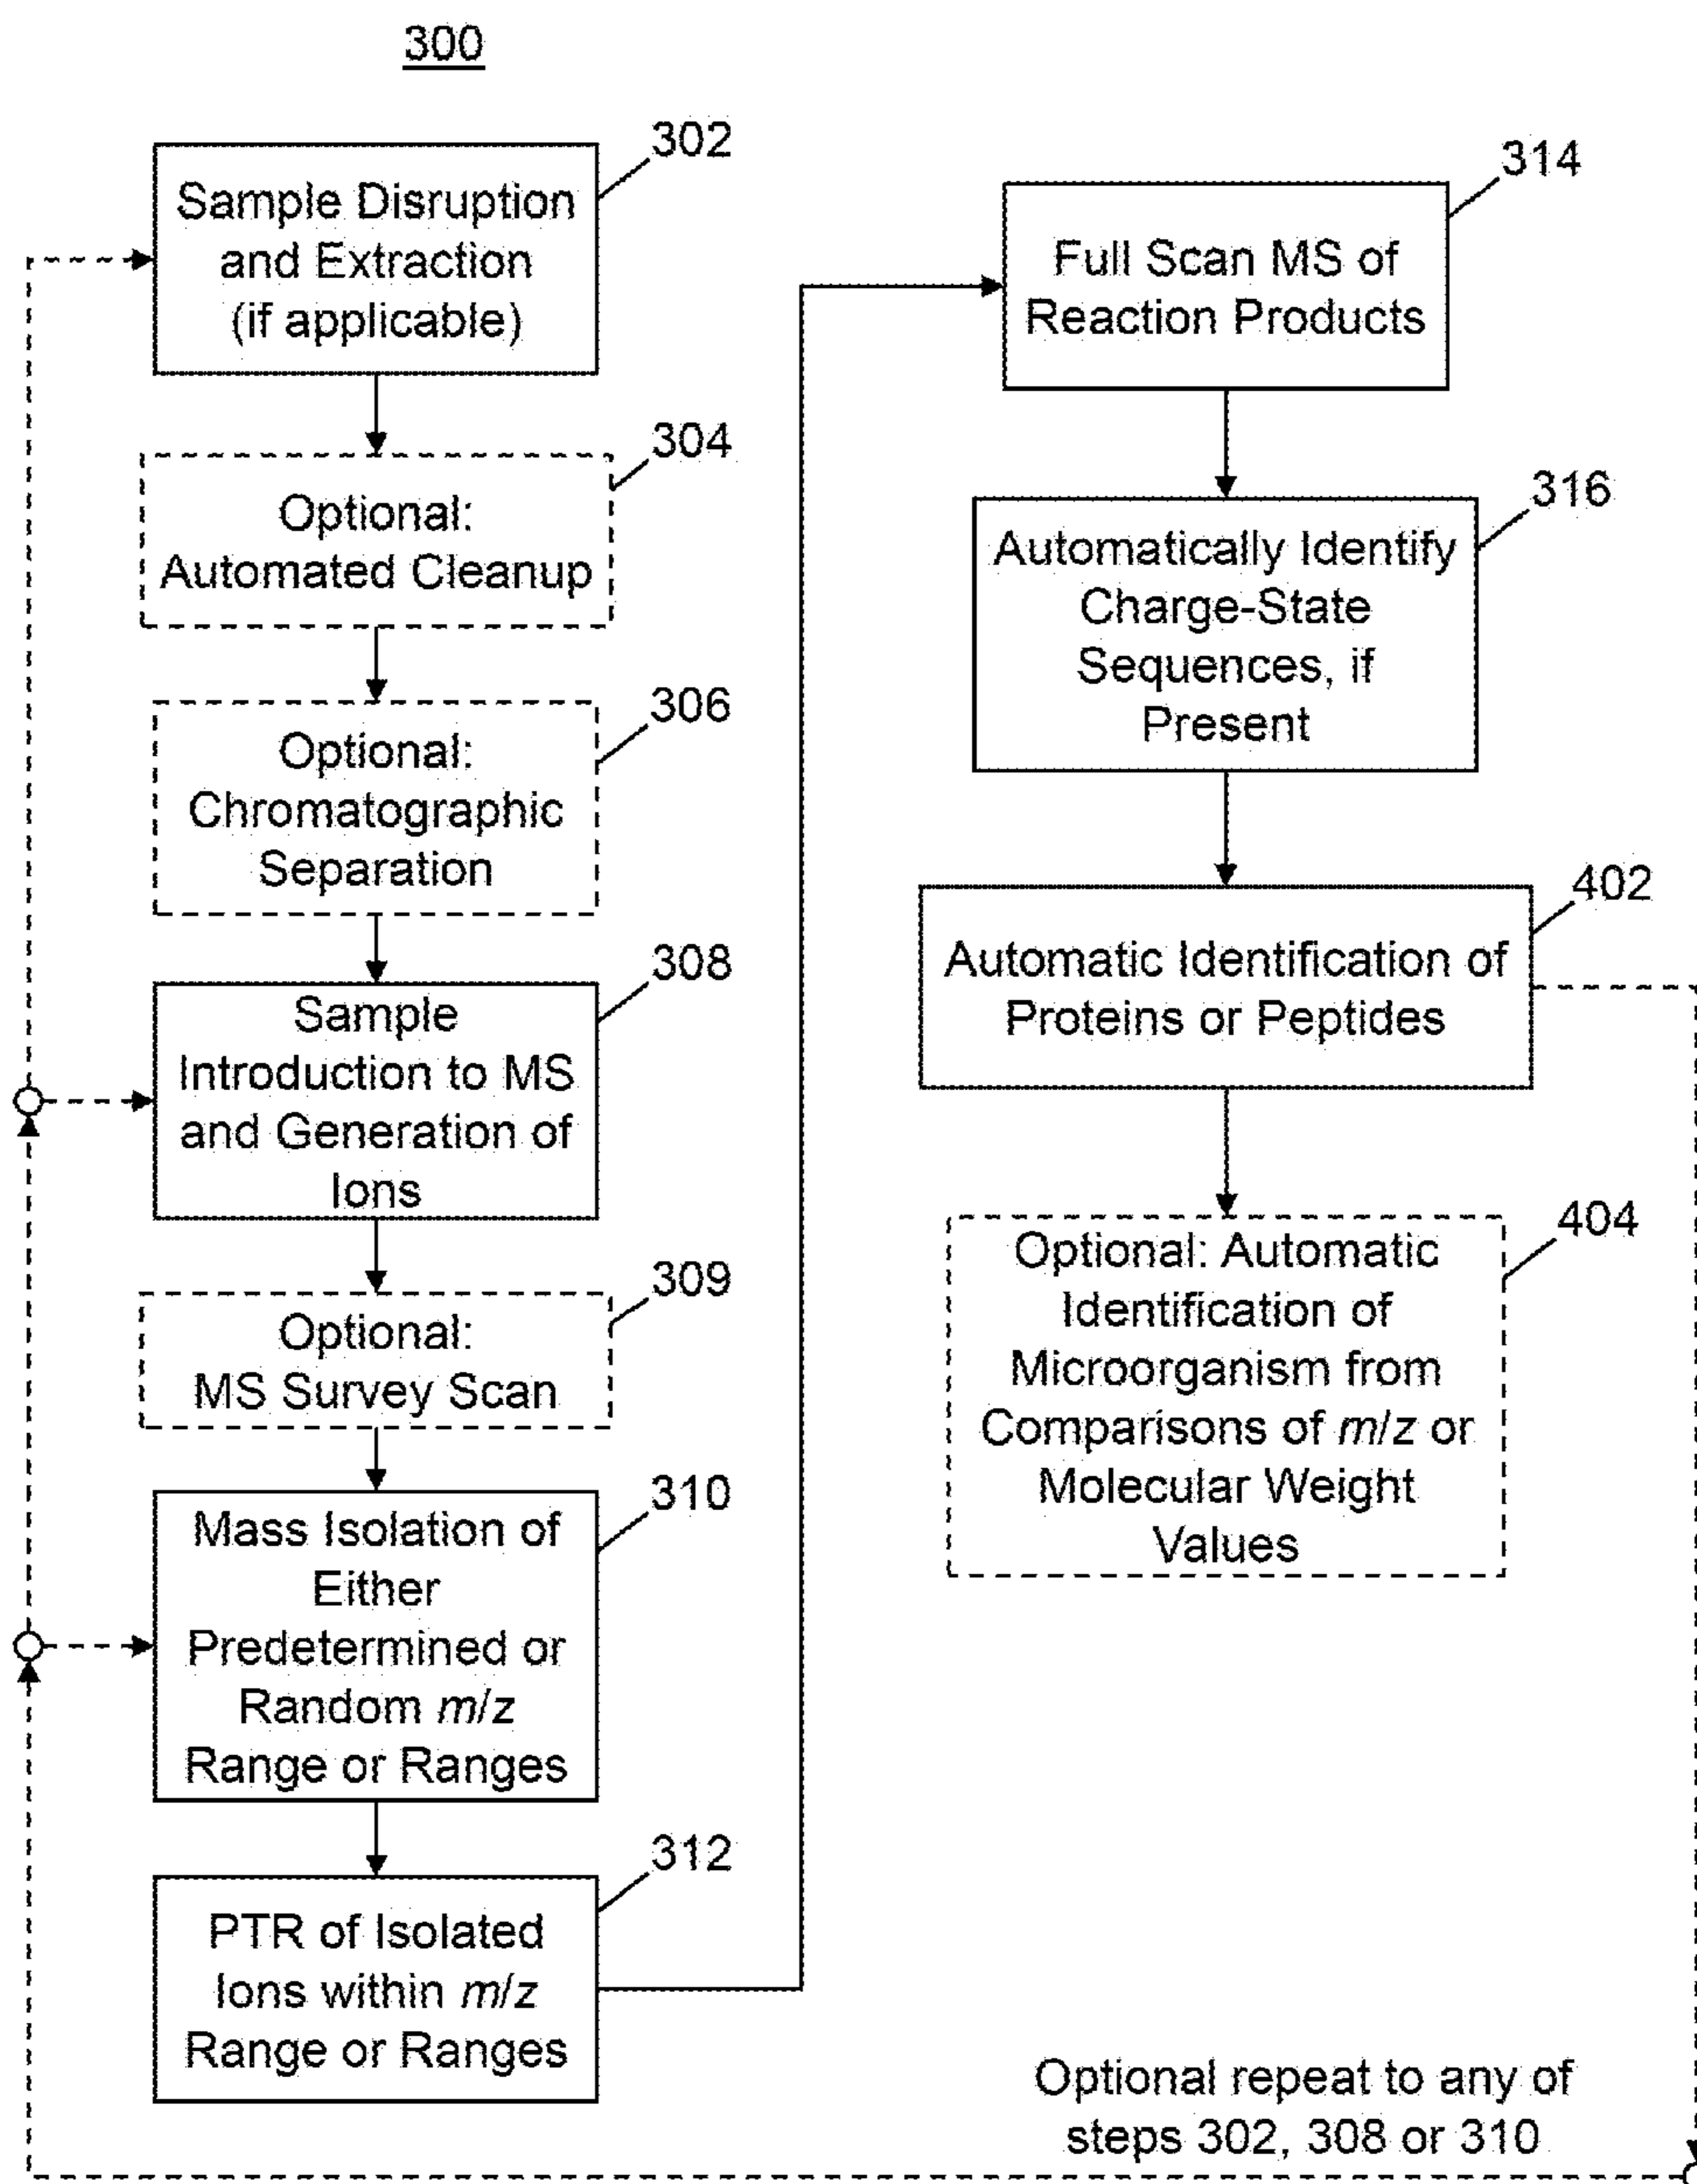 300
302
Sample Disruption
and Extraction
(if applicable)
304
Optional:
Automated Cleanup
306
Optional:
Chromatographic
Separation
308
Sample
Introduction to MS
and Generation of
Ions
309
Optional:
MS Survey Scan
310
Mass Isolation of
Either
Predetermined or
Random m/z
Range or Ranges
312
PTR of Isolated
Ions within m/z
Range or Ranges
314
Full Scan MS of
Reaction Products
316
Automatically Identify
Charge-State
Sequences, if
Present
402
Automatic Identification of
Proteins or Peptides
404
Optional: Automatic
Identification of
Microorganism from
Comparisons of m/z or
Molecular Weight
Values
Optional repeat to any of
steps 302, 308 or 310